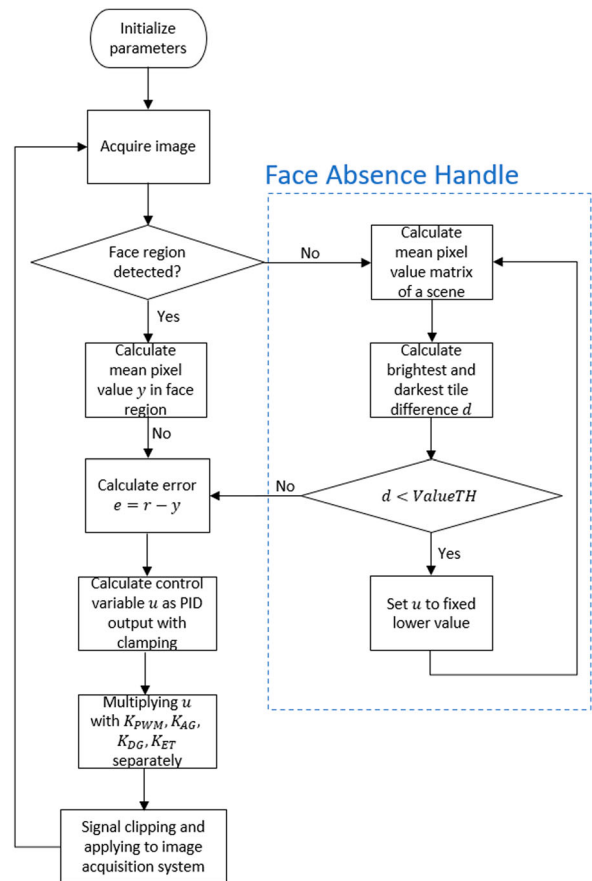 Initialize
parameters
Acquire image
Face Absence Handle
Face region
detected?
No
Calculate
mean pixel
value matrix
of a scene
Yes
Calculate
mean pixel
value y in face
region
Calculate
brightest and
darkest tile
difference d
No
Calculate error
e = r − y
No
d < ValueTH
Yes
Calculate control
variable u as PID
output with
clamping
Set u to fixed
lower value
Multiplying u
with K_PWM, K_AG,
K_DG, K_ET
separately
Signal clipping and
applying to image
acquisition system